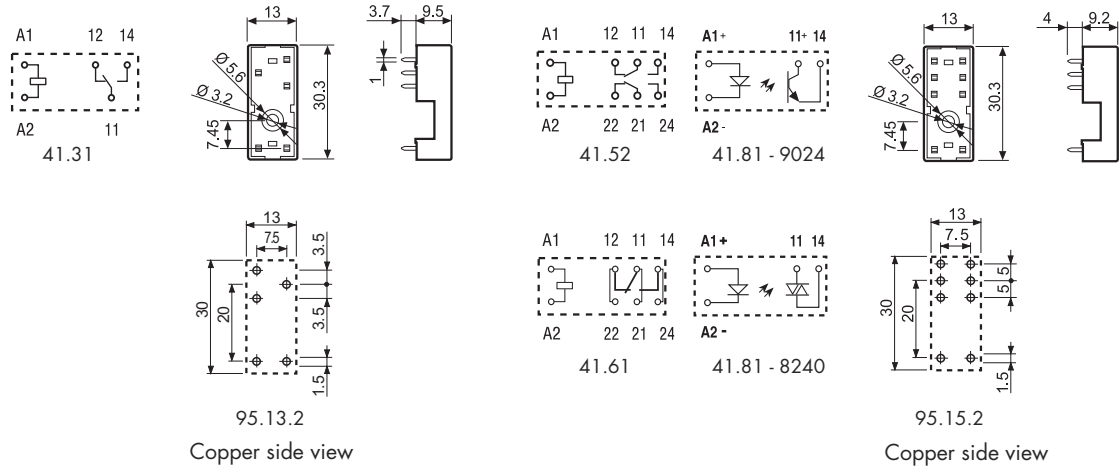 A1 12 14
A2 11
41.31
13
Ø 5.6
Ø 3.2
7.45
30.3
3.7 9.5
1
12 11 14
A1
A2 22 21 24
41.52
A1+ 11+ 14
A2-
41.81 - 9024
13
Ø5.6
Ø 3.2
7.45
30.3
4 9.2
13
7.5
3.5
30
20
3.5
1.5
95.13.2
Copper side view
A1 12 11 14
A2 22 21 24
41.61
A1 + 11 14
A2 -
41.81 - 8240
13
7.5
5
5
30
20
1.5
95.15.2
Copper side view